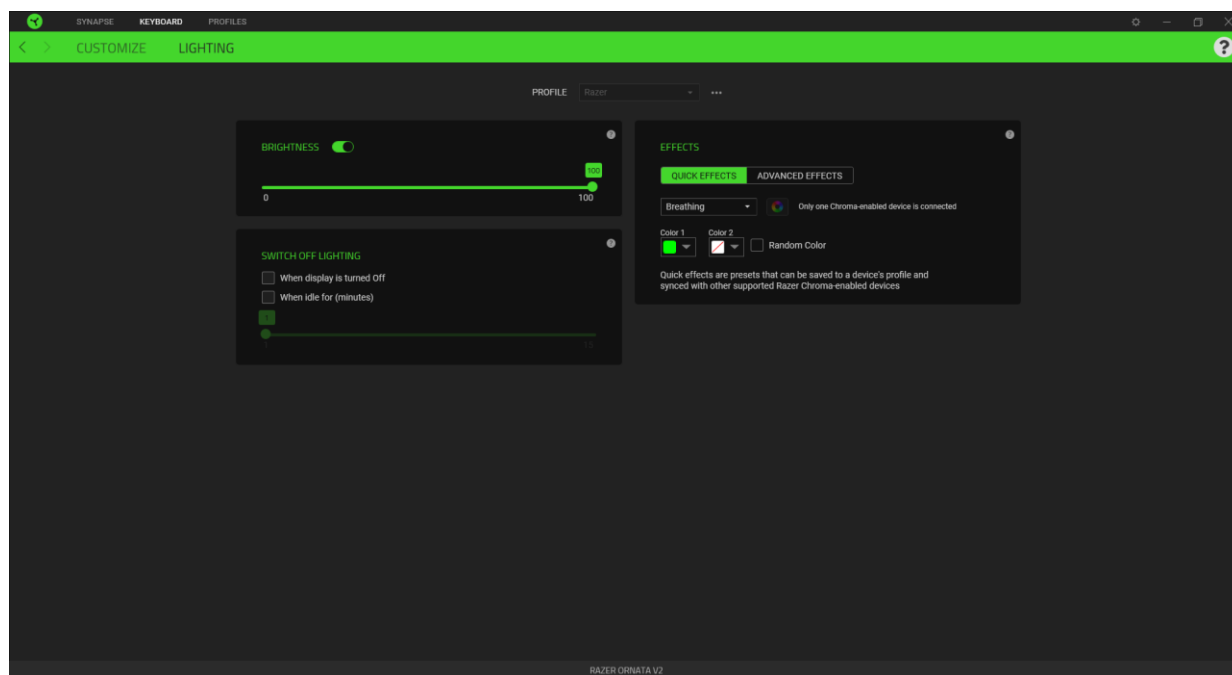 SYNAPSE KEYBOARD PROFILES
CUSTOMIZE LIGHTING
?
PROFILE Razer
BRIGHTNESS
?
100
0 100
SWITCH OFF LIGHTING
?
When display is turned Off
When idle for (minutes)
1
1 15
EFFECTS
?
QUICK EFFECTS ADVANCED EFFECTS
Breathing Only one Chroma-enabled device is connected
Color 1 Color 2
Random Color
Quick effects are presets that can be saved to a device's profile and
synced with other supported Razer Chroma-enabled devices
RAZER ORNATA V2